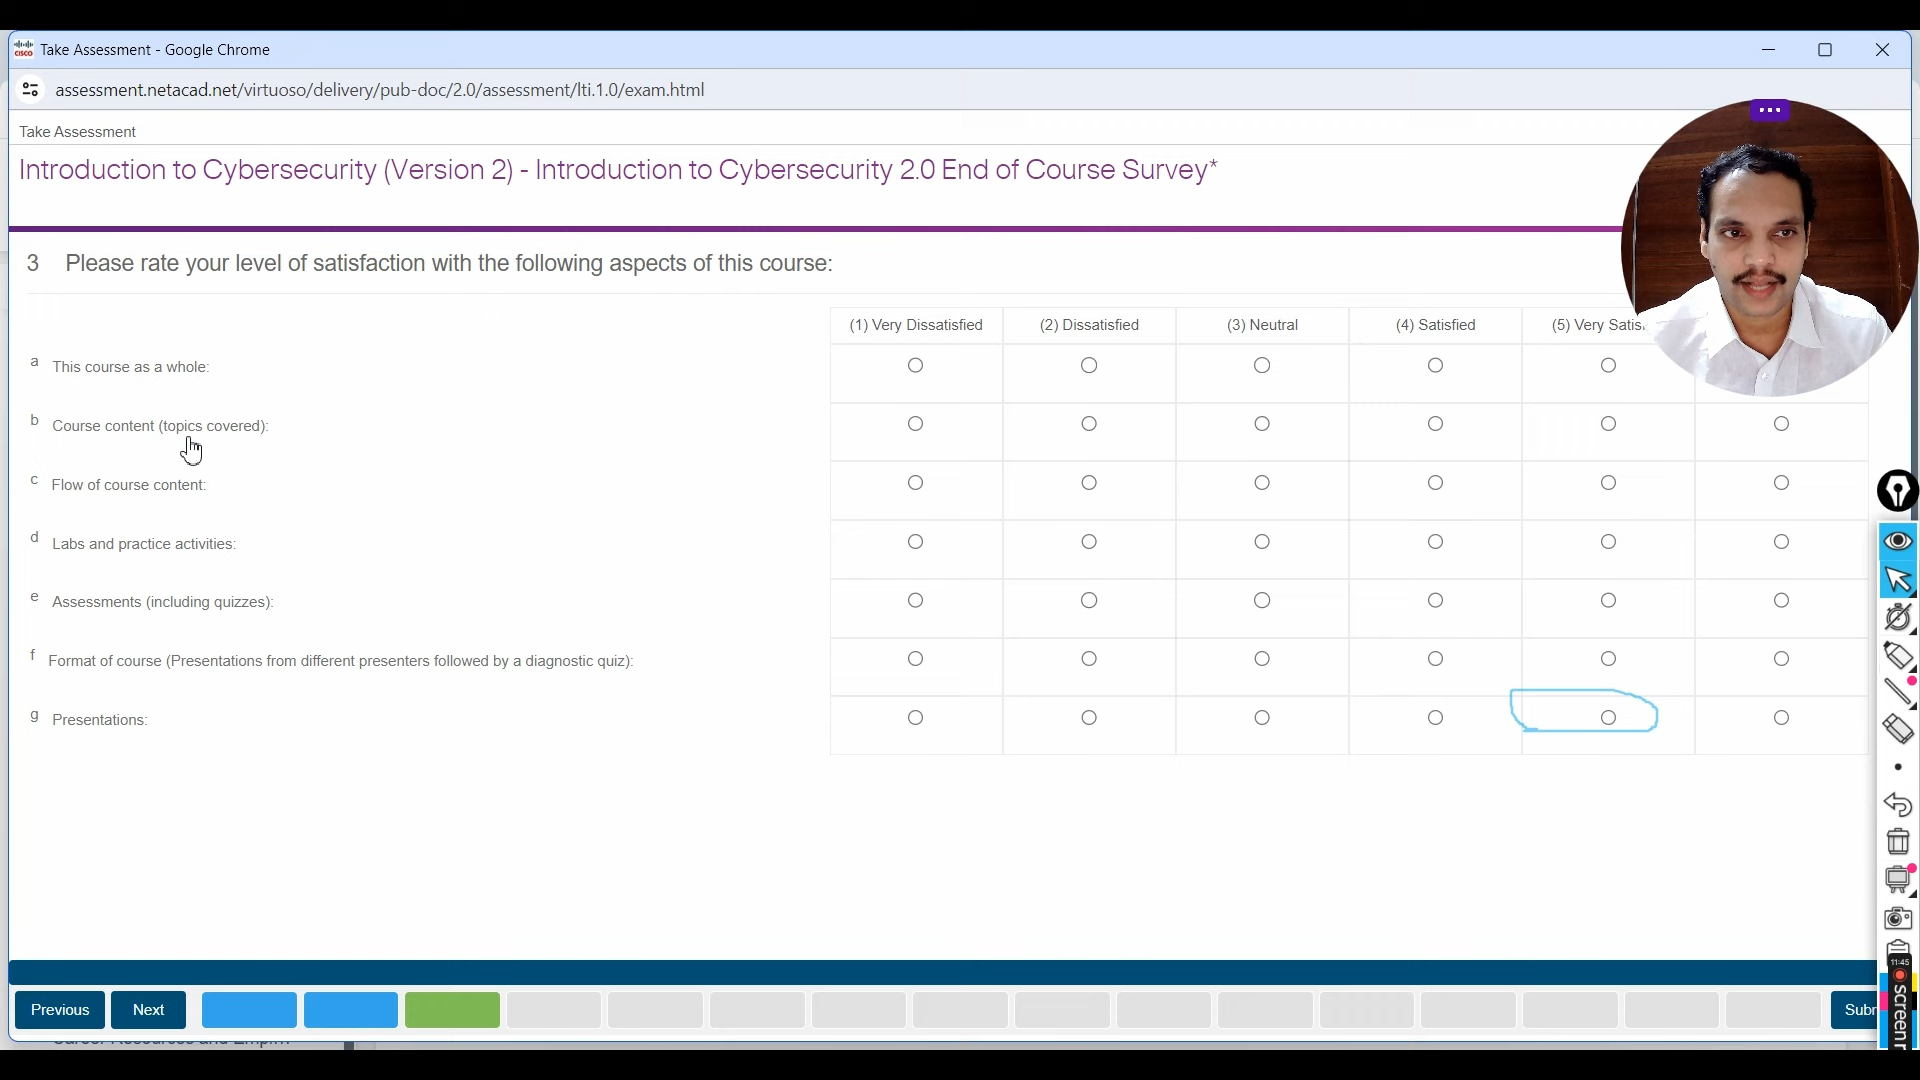 Take Assessment - Google Chrome
assessment.netacad.net/virtuoso/delivery/pub-doc/2.0/assessment/lti.1.0/exam.html
Take Assessment
Introduction to Cybersecurity (Version 2) - Introduction to Cybersecurity 2.0 End of Course Survey*
3 Please rate your level of satisfaction with the following aspects of this course:
(1) Very Dissatisfied (2) Dissatisfied (3) Neutral (4) Satisfied (5) Very Satis
a This course as a whole:
b Course content (topics covered):
c Flow of course content:
d Labs and practice activities:
e Assessments (including quizzes):
f Format of course (Presentations from different presenters followed by a diagnostic quiz):
g Presentations:
11:45
screenr
Previous Next Subr